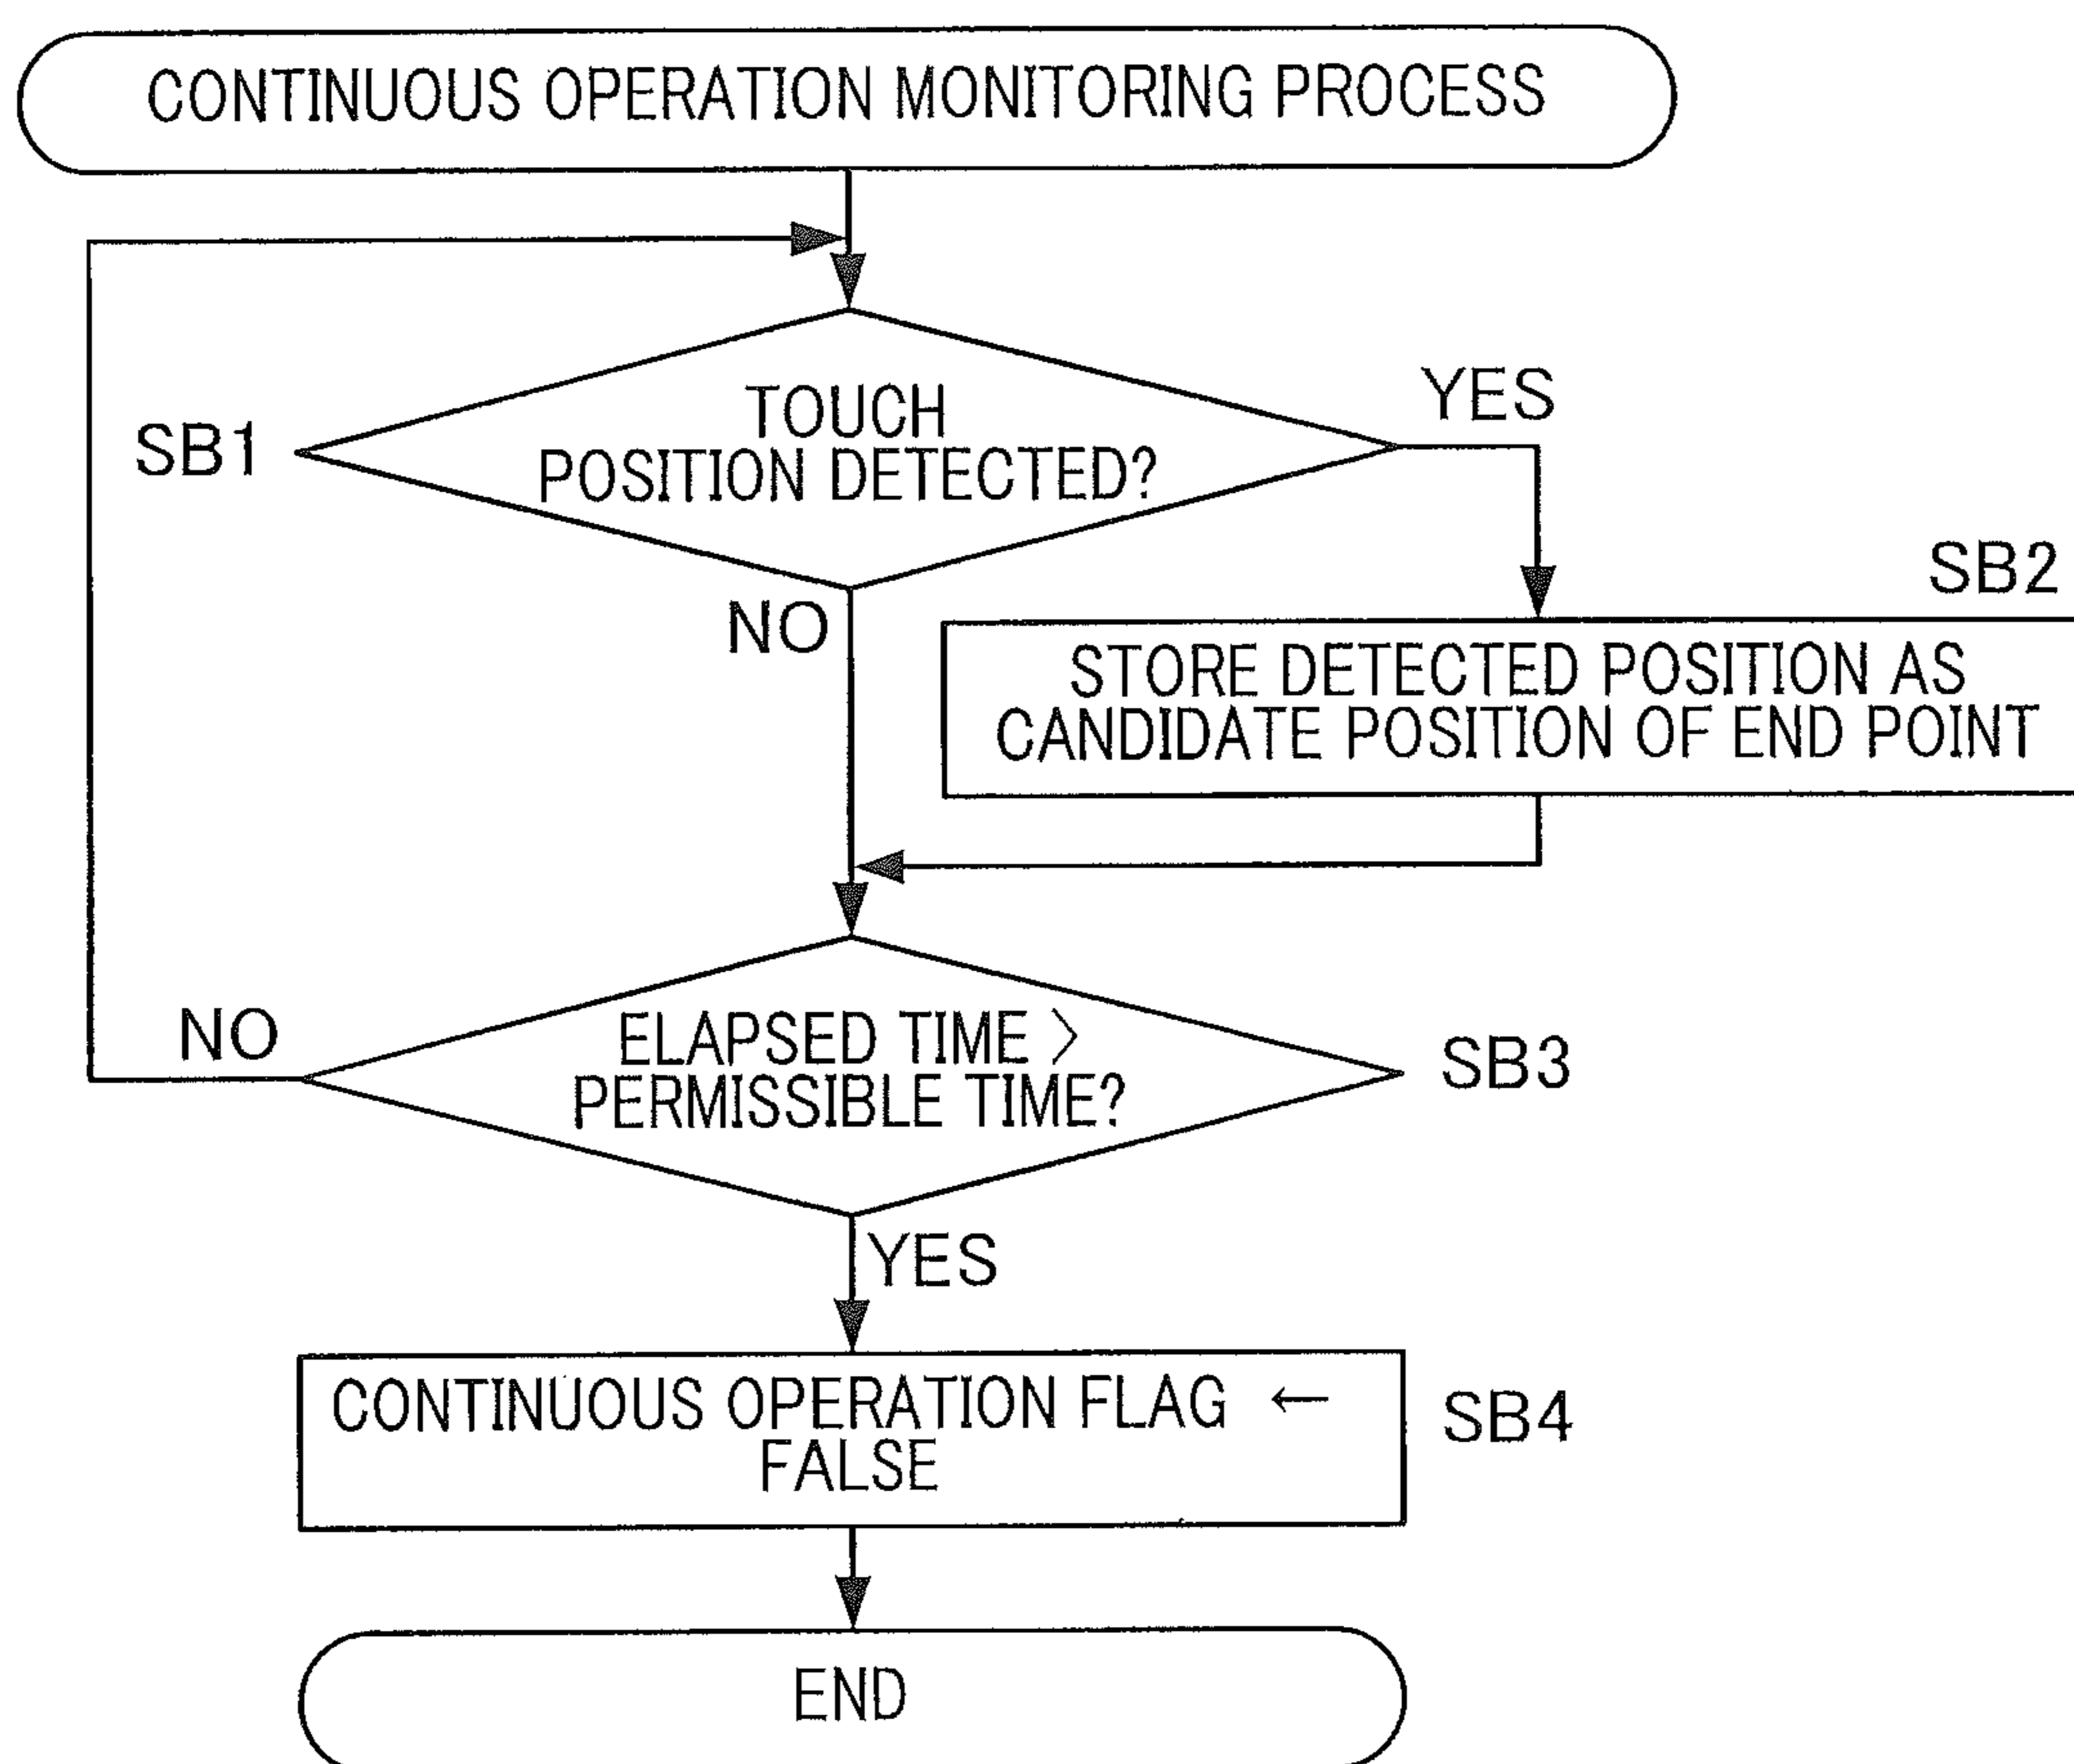 CONTINUOUS OPERATION MONITORING PROCESS
TOUCH
POSITION DETECTED?
SB1
YES
NO
SB2
STORE DETECTED POSITION AS
CANDIDATE POSITION OF END POINT
ELAPSED TIME >
PERMISSIBLE TIME?
NO
SB3
YES
CONTINUOUS OPERATION FLAG ←
FALSE
SB4
END